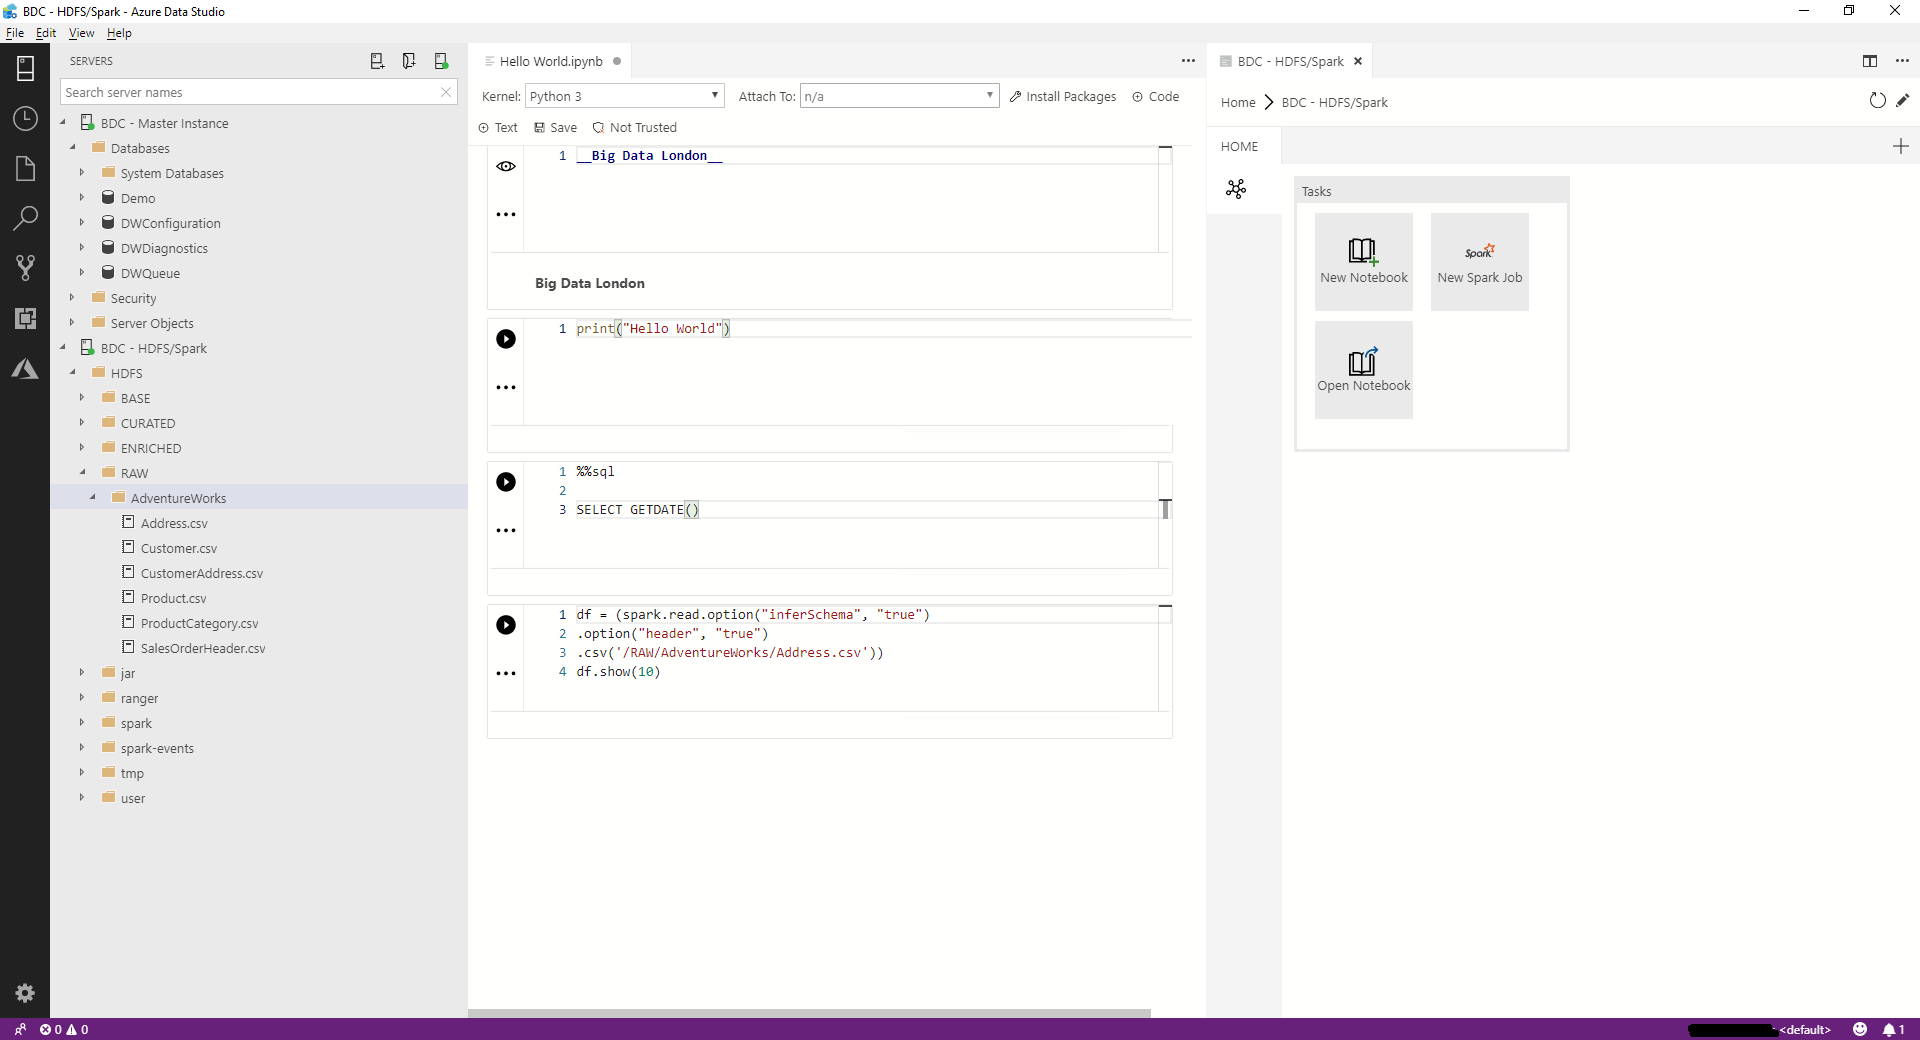 BDC - HDFS/Spark - Azure Data Studio
File Edit View Help
SERVERS
Search server names
BDC - Master Instance
Databases
System Databases
Demo
DWConfiguration
DWDiagnostics
DWQueue
Security
Server Objects
BDC - HDFS/Spark
HDFS
BASE
CURATED
ENRICHED
RAW
AdventureWorks
Address.csv
Customer.csv
CustomerAddress.csv
Product.csv
ProductCategory.csv
SalesOrderHeader.csv
jar
ranger
spark
spark-events
tmp
user
Hello World.ipynb
Kernel: Python 3 Attach To: n/a Install Packages Code
Text Save Not Trusted
1 __Big Data London__
Big Data London
1 print("Hello World")
1 %%sql
2
3 SELECT GETDATE()
1 df = (spark.read.option("inferSchema", "true")
2 .option("header", "true")
3 .csv('/RAW/AdventureWorks/Address.csv'))
4 df.show(10)
BDC - HDFS/Spark
Home BDC - HDFS/Spark
HOME
Tasks
New Notebook
Spark
New Spark Job
Open Notebook
0 0
<default> 1